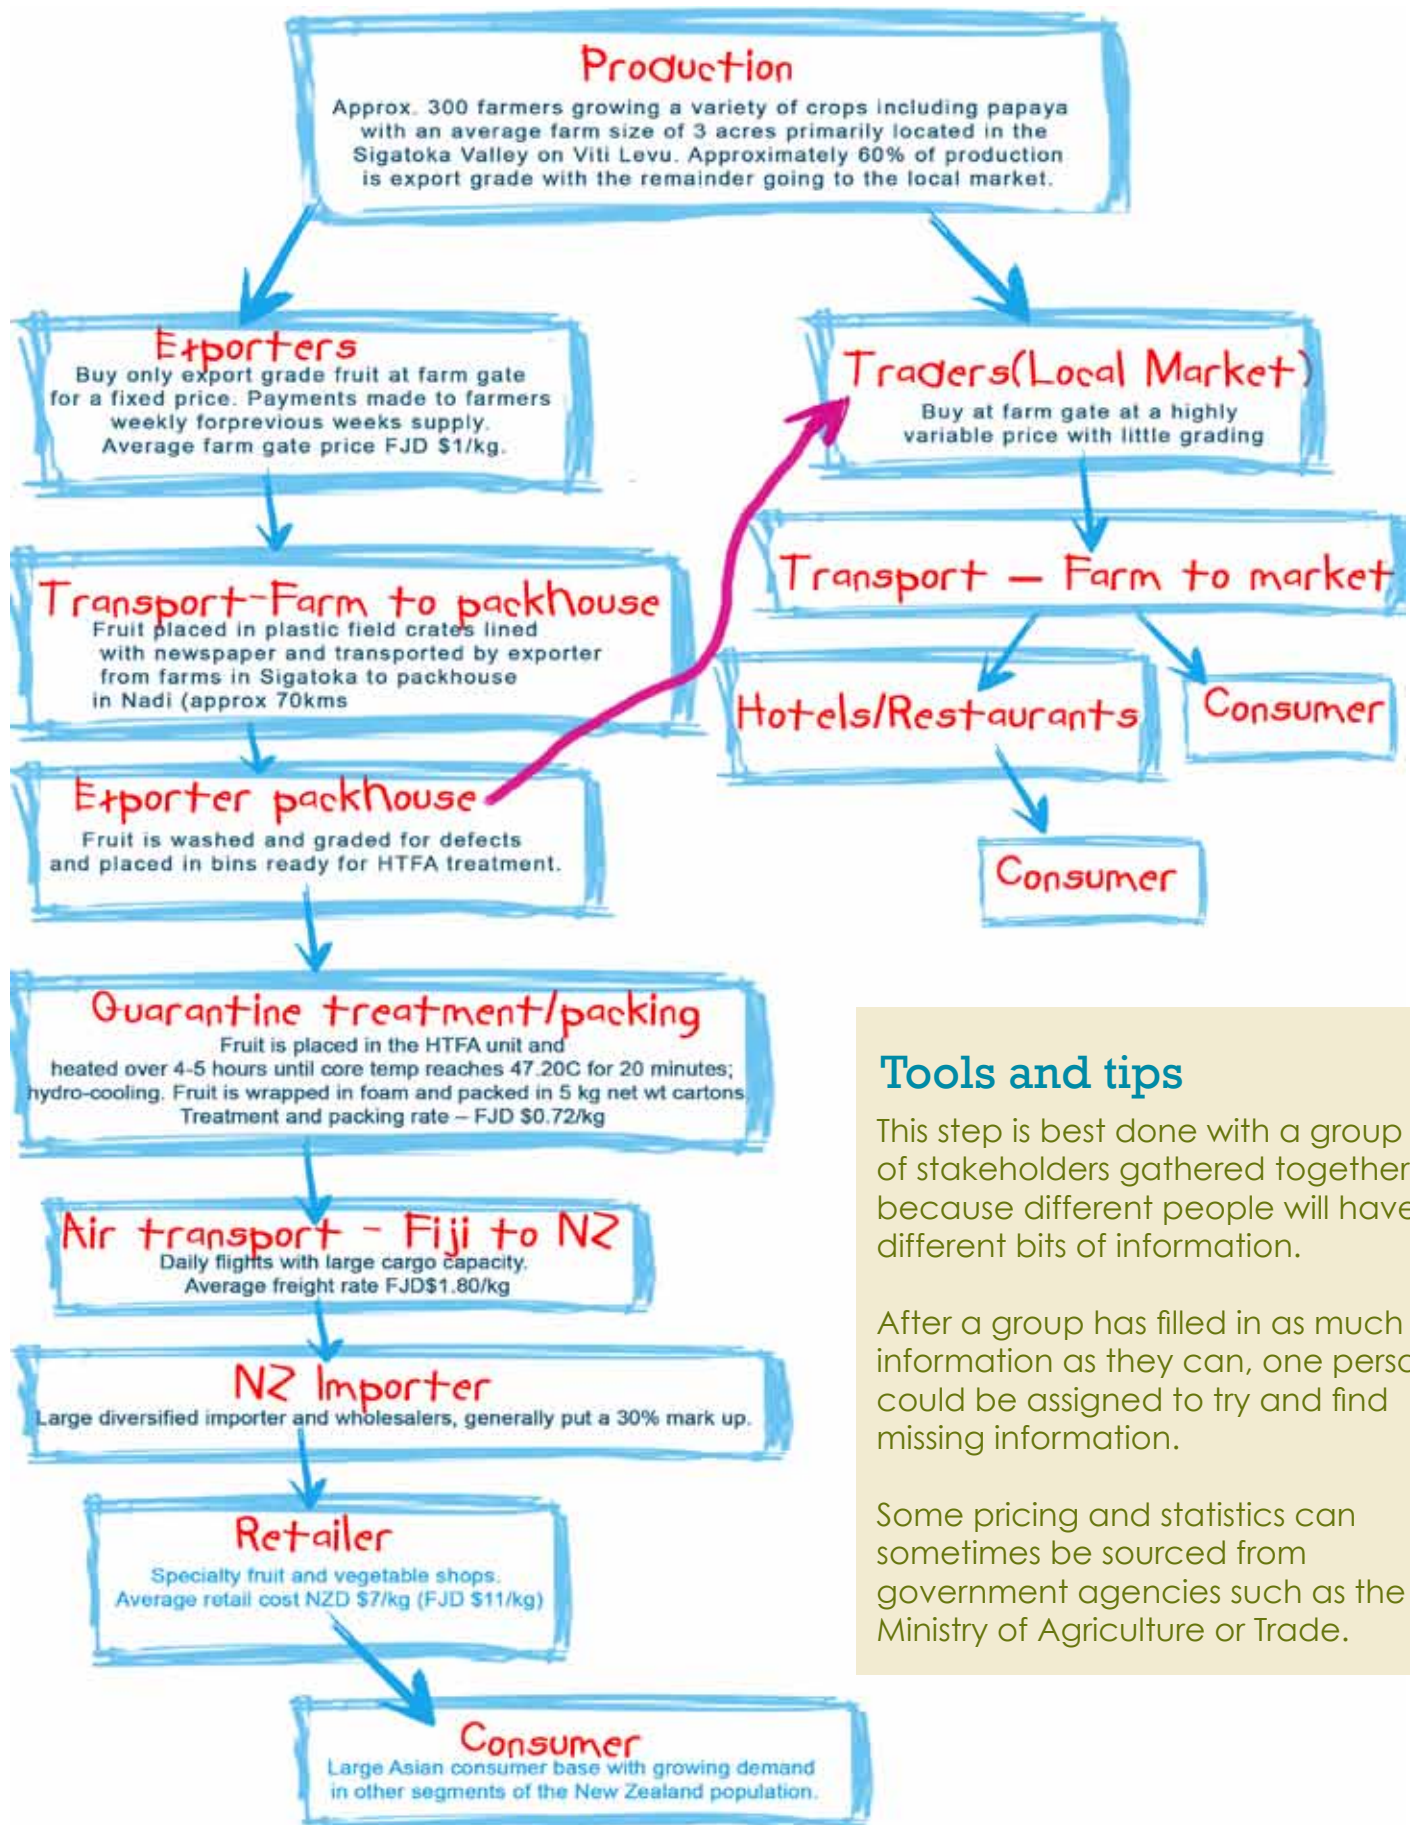 Production
Approx. 300 farmers growing a variety of crops including papaya
with an average farm size of 3 acres primarily located in the
Sigatoka Valley on Viti Levu. Approximately 60% of production
is export grade with the remainder going to the local market.
Exporters
Buy only export grade fruit at farm gate
for a fixed price. Payments made to farmers
weekly forprevious weeks supply.
Average farm gate price FJD $1/kg.
Traders(Local Market)
Buy at farm gate at a highly
variable price with little grading
Transport-Farm to packhouse
Fruit placed in plastic field crates lined
with newspaper and transported by exporter
from farms in Sigatoka to packhouse
in Nadi (approx 70kms
Transport – Farm to market
Hotels/Restaurants
Consumer
Consumer
Exporter packhouse
Fruit is washed and graded for defects
and placed in bins ready for HTFA treatment.
Quarantine treatment/packing
Fruit is placed in the HTFA unit and
heated over 4-5 hours until core temp reaches 47.20C for 20 minutes;
hydro-cooling. Fruit is wrapped in foam and packed in 5 kg net wt cartons.
Treatment and packing rate – FJD $0.72/kg
Air transport - Fiji to NZ
Daily flights with large cargo capacity.
Average freight rate FJD$1.80/kg
NZ Importer
Large diversified importer and wholesalers, generally put a 30% mark up.
Retailer
Specialty fruit and vegetable shops.
Average retail cost NZD $7/kg (FJD $11/kg)
Consumer
Large Asian consumer base with growing demand
in other segments of the New Zealand population.
Tools and tips
This step is best done with a group
of stakeholders gathered together
because different people will have
different bits of information.
After a group has filled in as much
information as they can, one perso
could be assigned to try and find
missing information.
Some pricing and statistics can
sometimes be sourced from
government agencies such as the
Ministry of Agriculture or Trade.